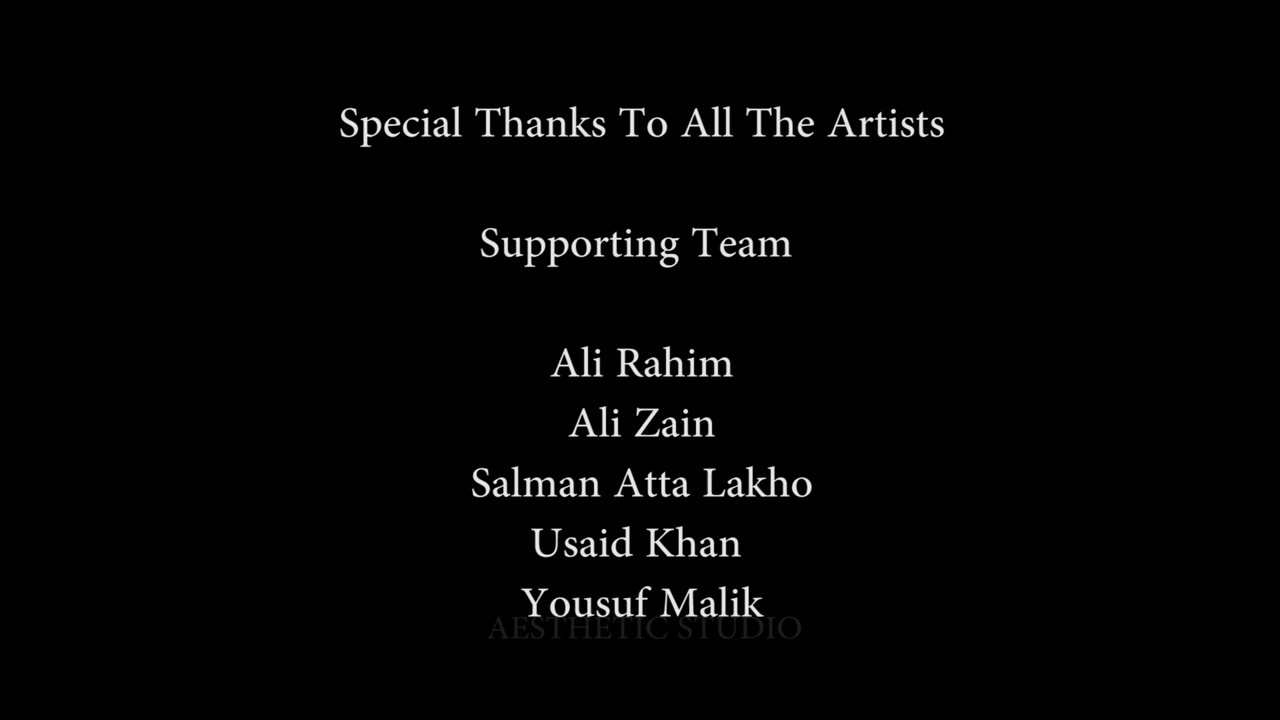 Special Thanks To All The Artists
Supporting Team
Ali Rahim
Ali Zain
Salman Atta Lakho
Usaid Khan
Yousuf Malik
AESTHETIC STUDIO